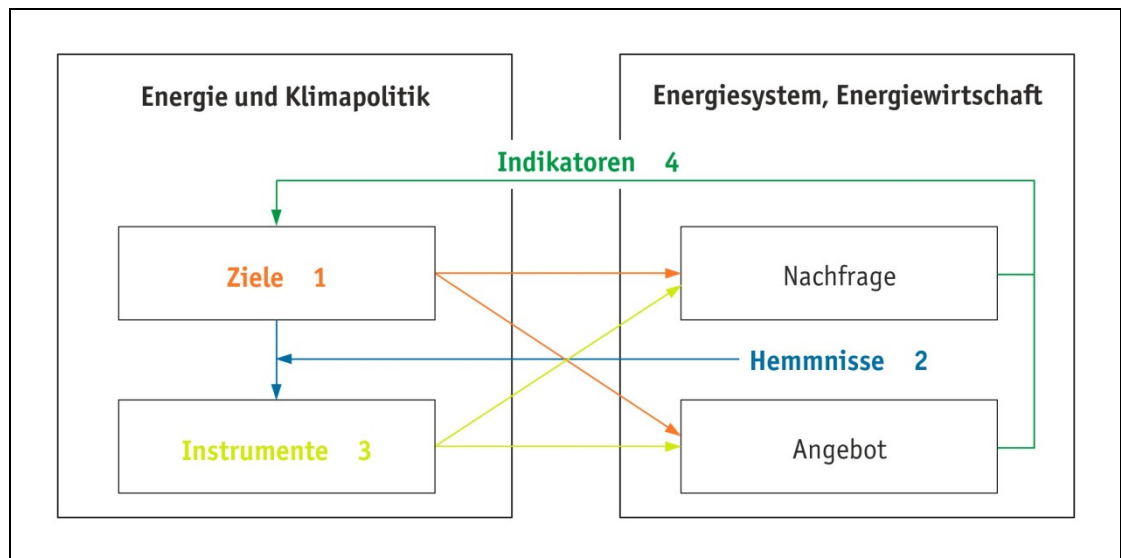 Energie und Klimapolitik
Energiesystem, Energiewirtschaft
Indikatoren 4
Ziele 1
Nachfrage
Hemmnisse 2
Instrumente 3
Angebot